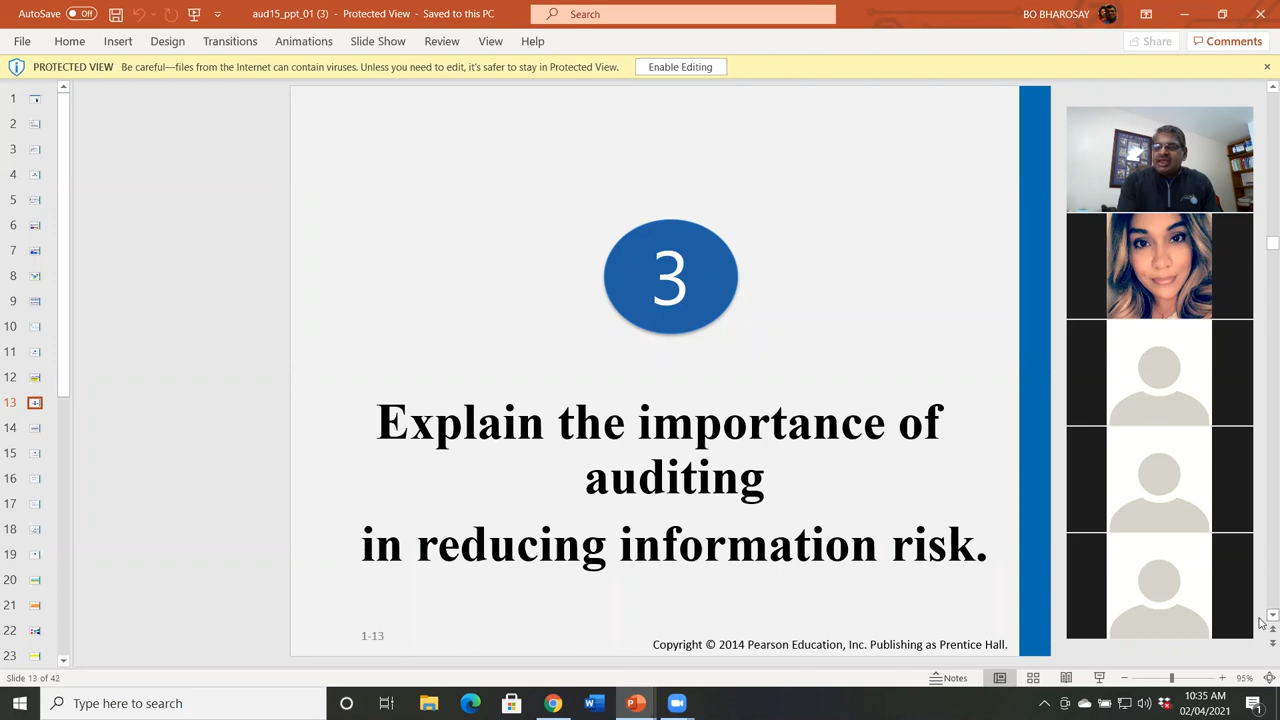 AutoSave
Off
aud15_ppt_01 (3) - Protected View - Saved to this PC
Search
BO BHAROSAY
File Home Insert Design Transitions Animations Slide Show Review View Help
Share
Comments
PROTECTED VIEW Be careful—files from the Internet can contain viruses. Unless you need to edit, it's safer to stay in Protected View.
Enable Editing
1
2
3
4
5
6
7
8
9
10
11
12
13
14
15
16
17
18
19
20
21
22
23
3
Explain the importance of
auditing
in reducing information risk.
1-13
Copyright © 2014 Pearson Education, Inc. Publishing as Prentice Hall.
Slide 13 of 42
Notes
95%
Type here to search
10:35 AM
02/04/2021
1